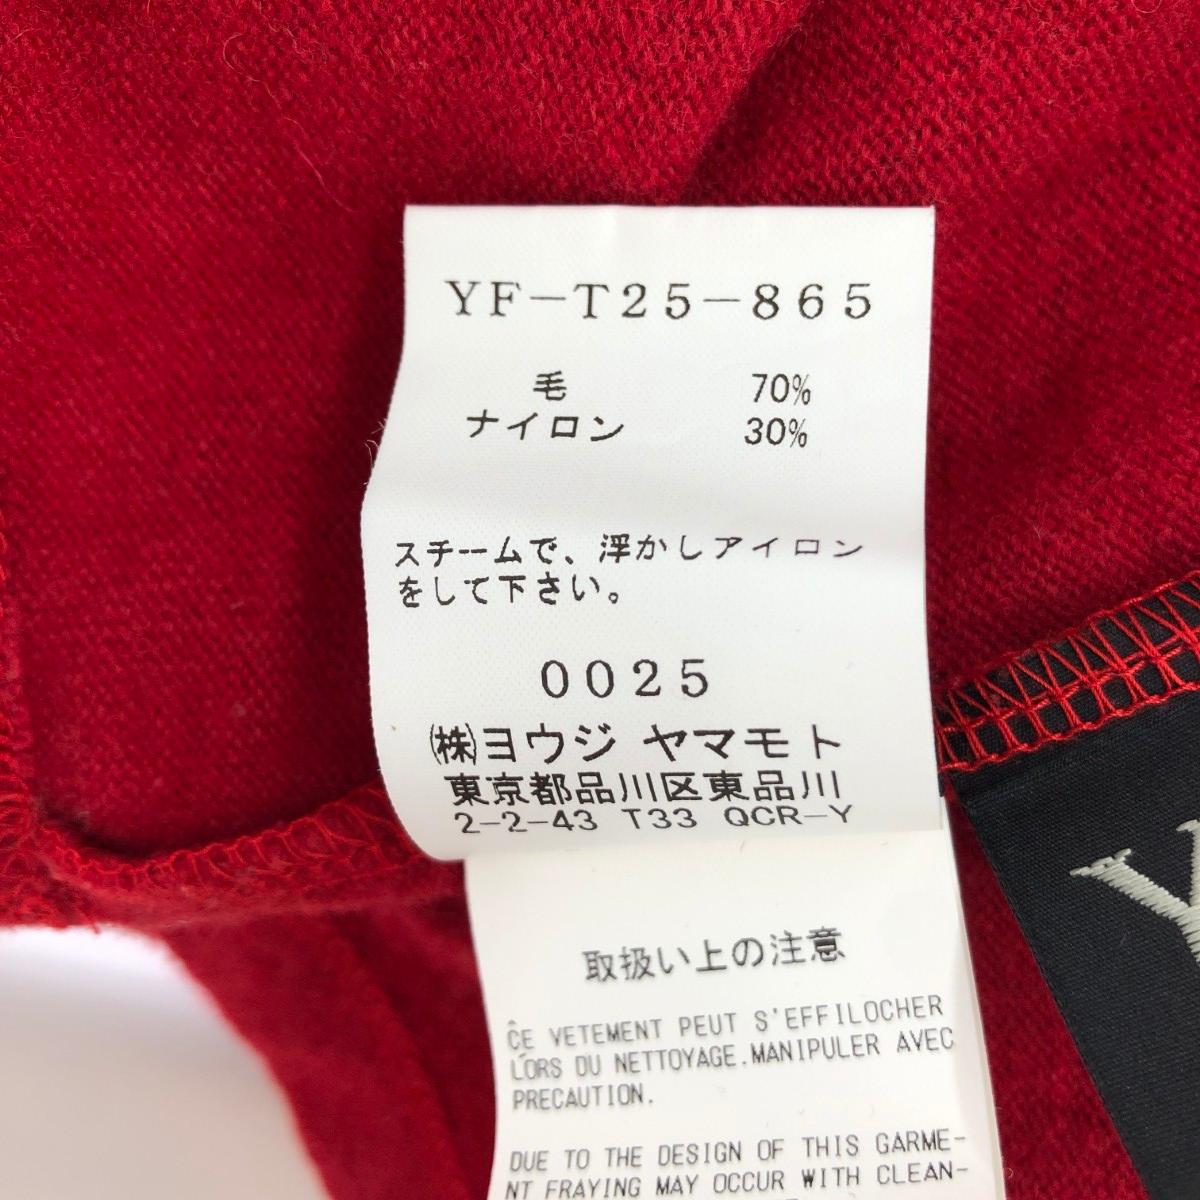 YF-T25-865
毛 70%
ナイロン 30%
スチームで、浮かしアイロン
をして下さい。
0025
㈱ヨウジ ヤマモト
東京都品川区東品川
2-2-43 T33 QCR-Y
取扱い上の注意
CE VETEMENT PEUT S'EFFILOCHER
LORS DU NETTOYAGE.MANIPULER AVEC
PRECAUTION.
DUE TO THE DESIGN OF THIS GARME-
NT FRAYING MAY OCCUR WITH CLEAN-
Y